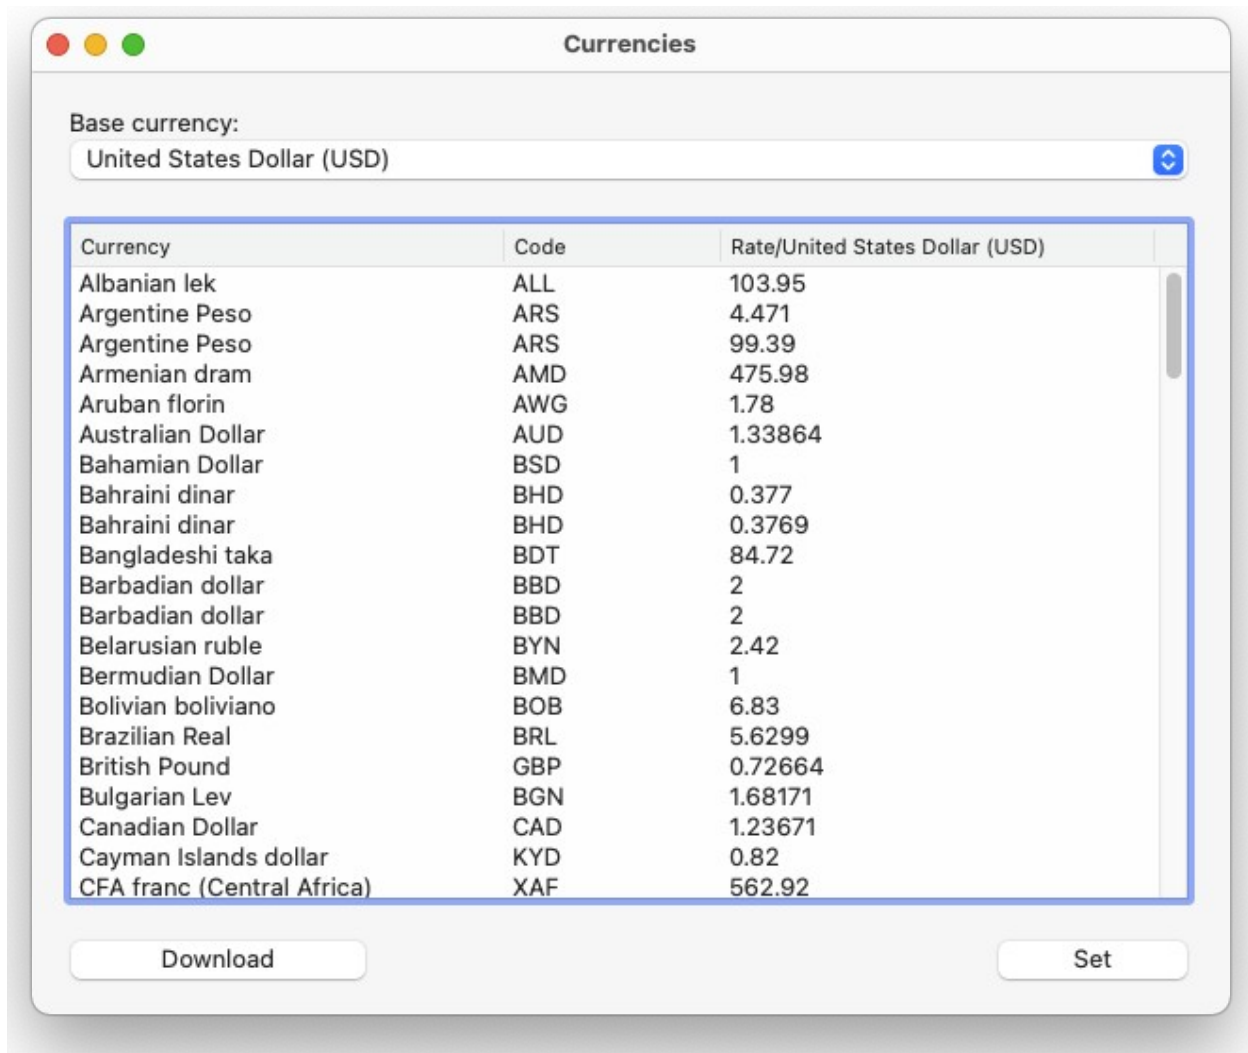 Currencies
Base currency:
United States Dollar (USD)
Currency Code Rate/United States Dollar (USD)
Albanian lek ALL 103.95
Argentine Peso ARS 4.471
Argentine Peso ARS 99.39
Armenian dram AMD 475.98
Aruban florin AWG 1.78
Australian Dollar AUD 1.33864
Bahamian Dollar BSD 1
Bahraini dinar BHD 0.377
Bahraini dinar BHD 0.3769
Bangladeshi taka BDT 84.72
Barbadian dollar BBD 2
Barbadian dollar BBD 2
Belarusian ruble BYN 2.42
Bermudian Dollar BMD 1
Bolivian boliviano BOB 6.83
Brazilian Real BRL 5.6299
British Pound GBP 0.72664
Bulgarian Lev BGN 1.68171
Canadian Dollar CAD 1.23671
Cayman Islands dollar KYD 0.82
CFA franc (Central Africa) XAF 562.92
Download Set